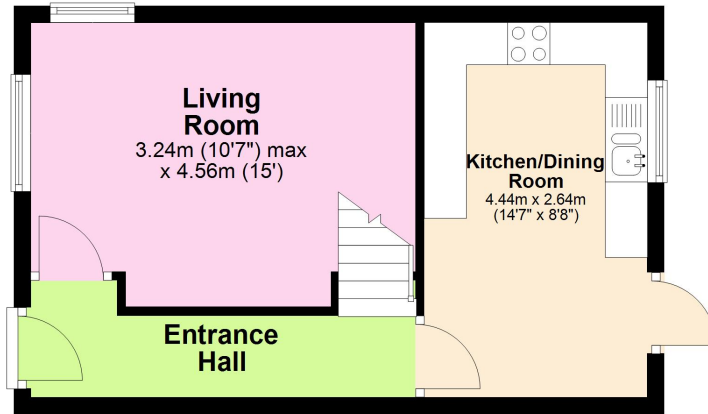 Living
Room
3.24m (10'7") max
x 4.56m (15')
Kitchen/Dining
Room
4.44m x 2.64m
(14'7" x 8'8")
Entrance
Hall